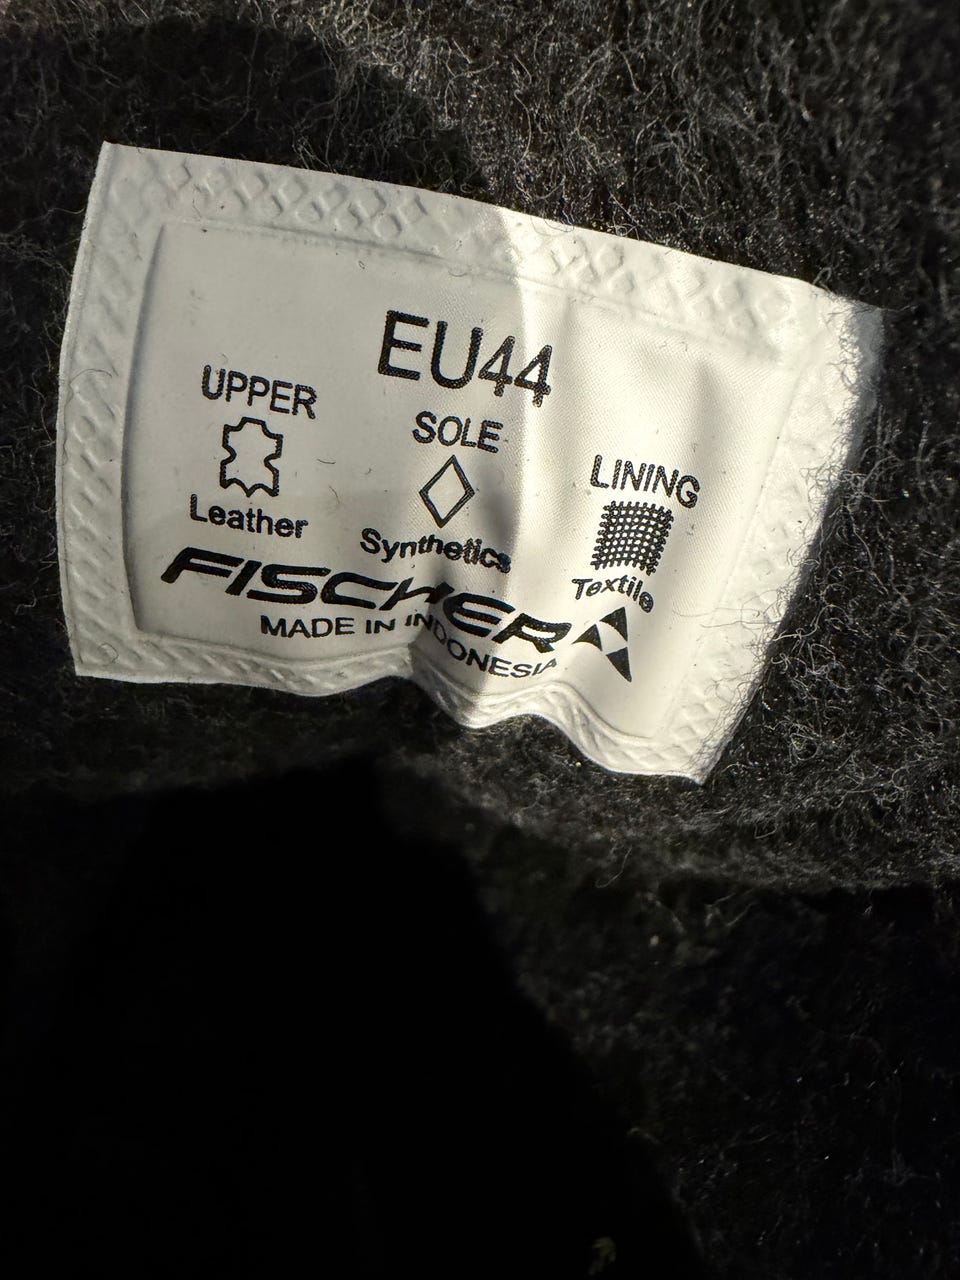 EU44
UPPER
SOLE
LINING
Leather
Synthetics
Textile
FISCHER
MADE IN INDONESIA